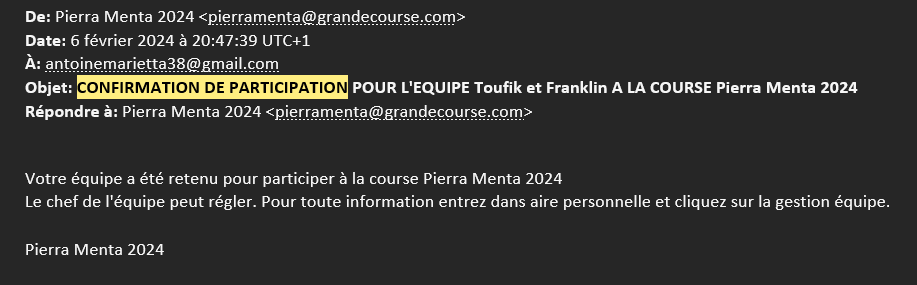 De: Pierra Menta 2024 <pierramenta@grandecourse.com>
Date: 6 février 2024 à 20:47:39 UTC+1
À: antoinemarietta38@gmail.com
Objet: CONFIRMATION DE PARTICIPATION POUR L'EQUIPE Toufik et Franklin A LA COURSE Pierra Menta 2024
Répondre à: Pierra Menta 2024 <pierramenta@grandecourse.com>
Votre équipe a été retenu pour participer à la course Pierra Menta 2024
Le chef de l'équipe peut régler. Pour toute information entrez dans aire personnelle et cliquez sur la gestion équipe.
Pierra Menta 2024